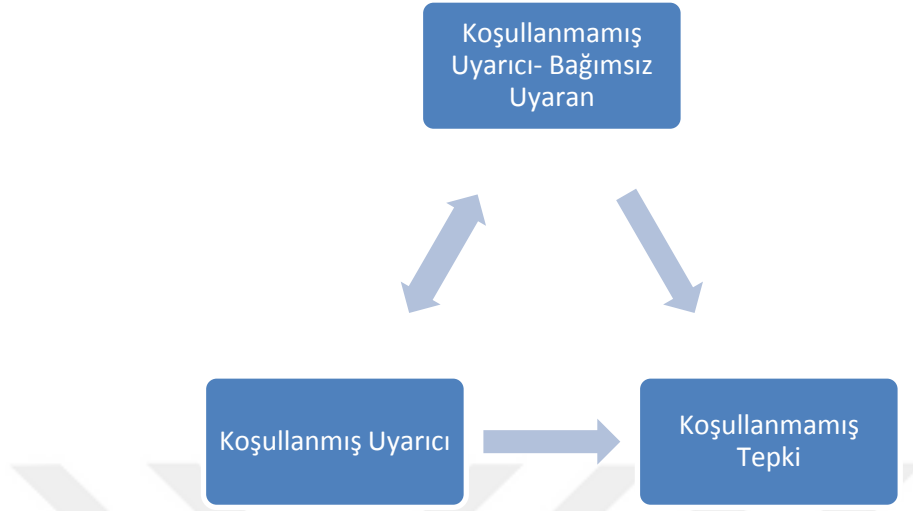 Koşullanmamış
Uyarıcı- Bağımsız
Uyaran
Koşullanmış Uyarıcı
Koşullanmamış
Tepki